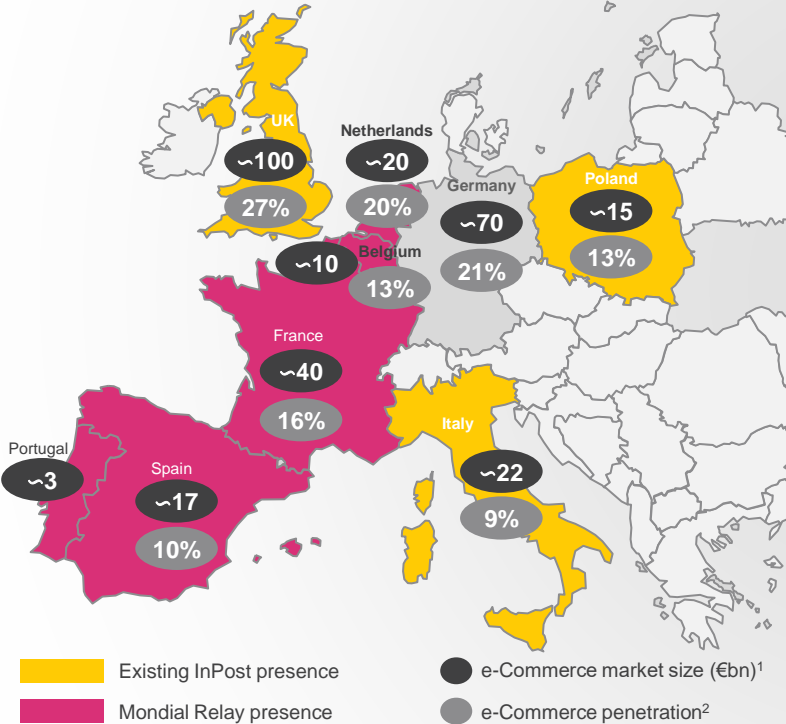 UK
~100
27%
Netherlands
~20
20%
Germany
~70
21%
Poland
~15
13%
Belgium
~10
13%
France
~40
16%
Italy
~22
9%
Portugal
~3
Spain
~17
10%
Existing InPost presence
e-Commerce market size (€bn)¹
Mondial Relay presence
e-Commerce penetration²